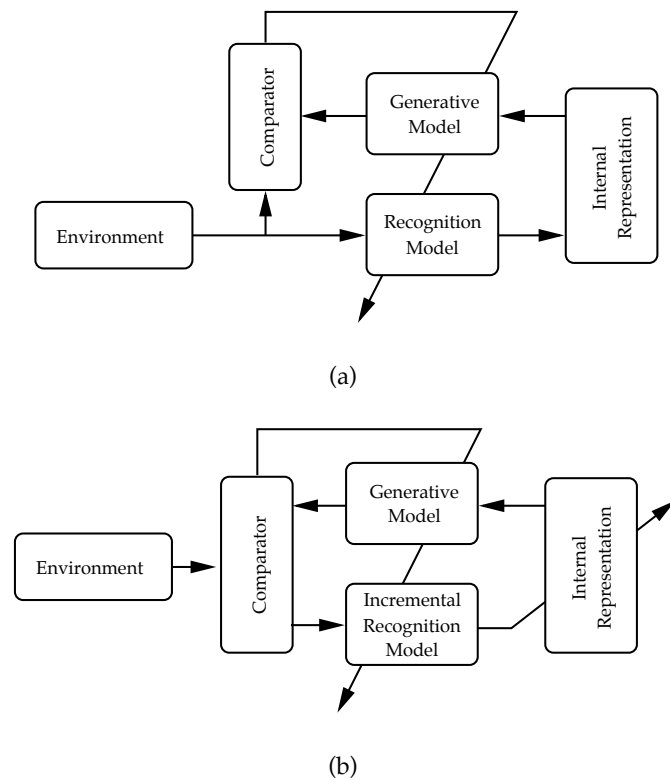 Comparator
Generative
Model
Internal
Representation
Environment
Recognition
Model
(a)
Generative
Model
Environment
Comparator
Internal
Representation
Incremental
Recognition
Model
(b)